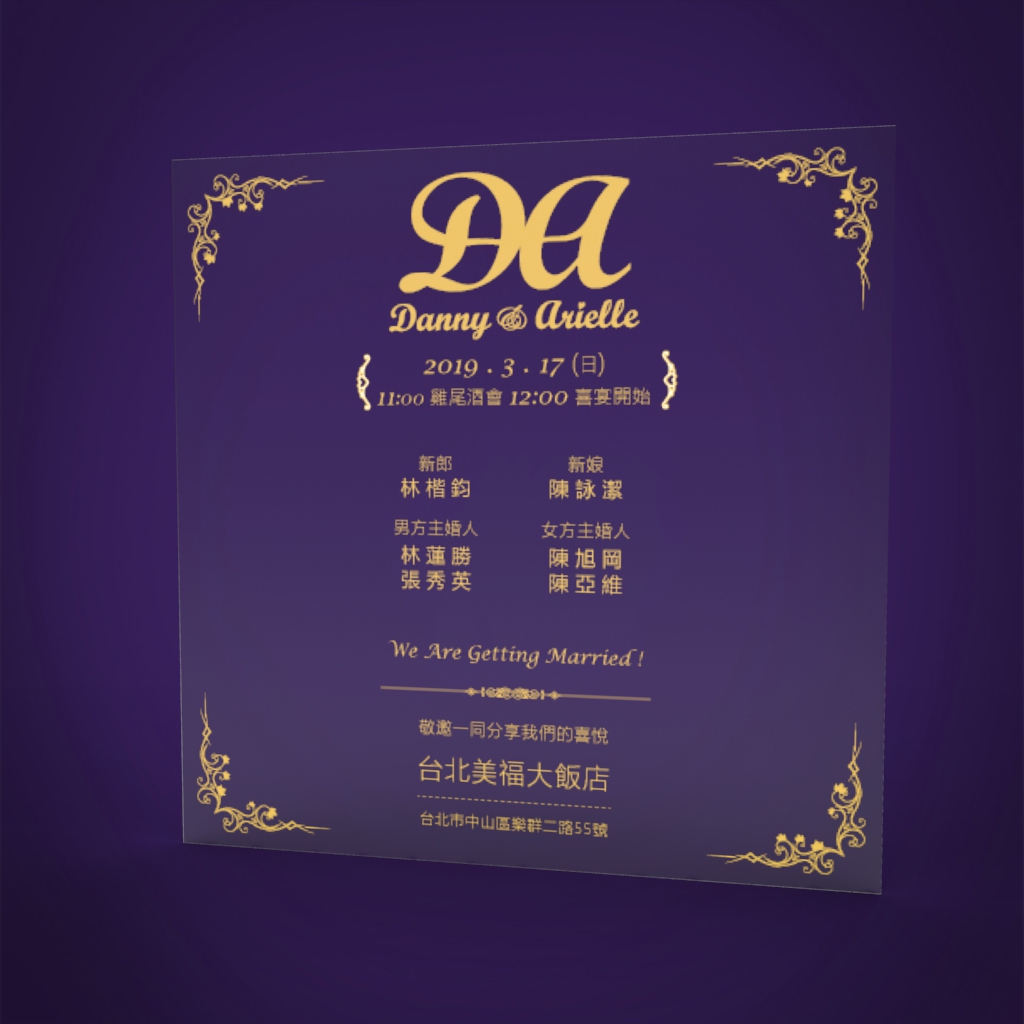 DA
Danny & Arielle
2019 . 3 . 17 (日)
11:00 雞尾酒會 12:00 喜宴開始
新郎 新娘
林楷鈞 陳詠潔
男方主婚人 女方主婚人
林蓮勝 陳旭岡
張秀英 陳亞維
We Are Getting Married !
敬邀一同分享我們的喜悅
台北美福大飯店
台北市中山區樂群二路55號